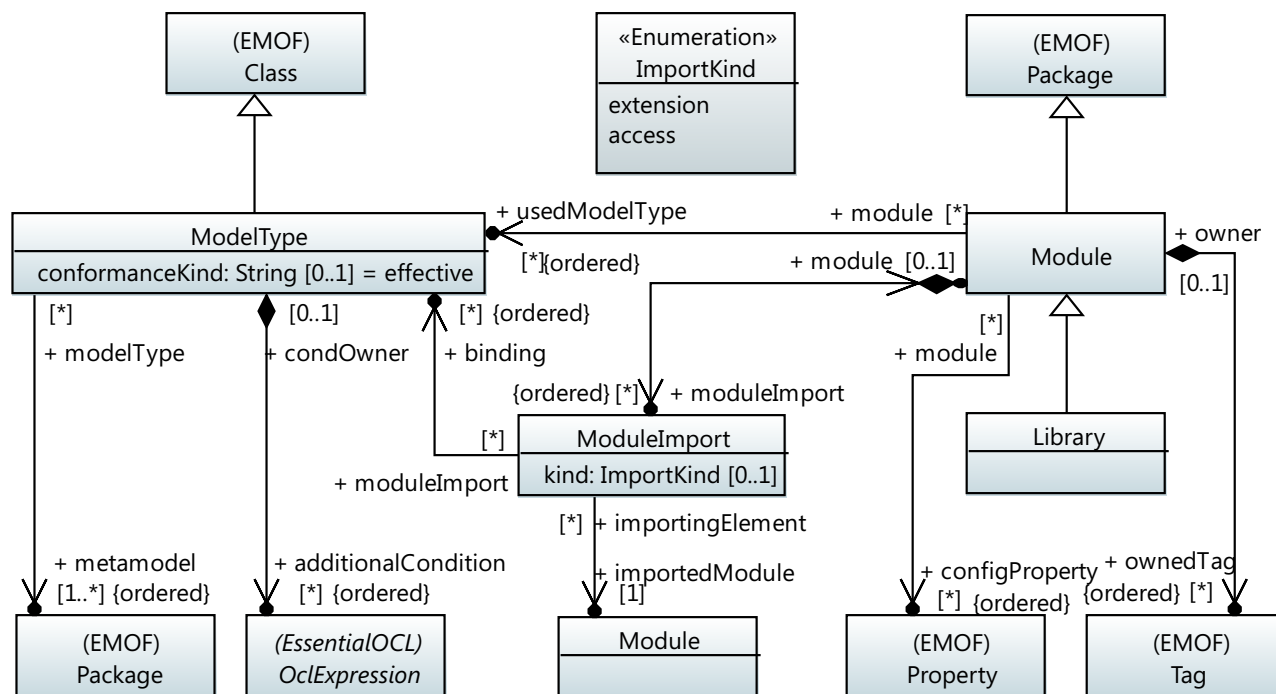 (EMOF)
Class
«Enumeration»
ImportKind
extension
access
(EMOF)
Package
ModelType
conformanceKind: String [0..1] = effective
+ usedModelType
[*]{ordered}
+ module [*]
+ module [0..1]
Module
+ owner
[0..1]
[*]
+ modelType
[0..1]
+ condOwner
[*] {ordered}
+ binding
[*]
+ module
{ordered} [*]
+ moduleImport
ModuleImport
kind: ImportKind [0..1]
[*]
+ moduleImport
Library
[*] + importingElement
+ importedModule
[1]
+ metamodel
[1..*] {ordered}
+ additionalCondition
[*] {ordered}
+ configProperty
[*] {ordered}
+ ownedTag
{ordered} [*]
(EMOF)
Package
(EssentialOCL)
OclExpression
Module
(EMOF)
Property
(EMOF)
Tag